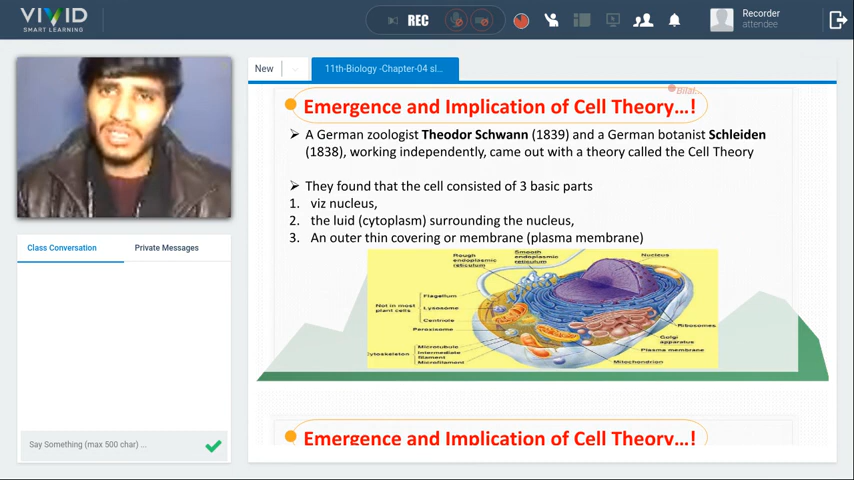 VIVID
SMART LEARNING
REC
Recorder
attendee
New
11th-Biology -Chapter-04 sl...
Bilal
Emergence and Implication of Cell Theory...!
➢ A German zoologist Theodor Schwann (1839) and a German botanist Schleiden
(1838), working independently, came out with a theory called the Cell Theory
➢ They found that the cell consisted of 3 basic parts
1. viz nucleus,
2. the luid (cytoplasm) surrounding the nucleus,
3. An outer thin covering or membrane (plasma membrane)
Rough
endoplasmic
reticulum
Smooth
endoplasmic
reticulum
Nucleus
Flagellum
Not in most
plant cells
Lysosome
Centriole
Peroxisome
Ribosomes
Golgi
apparatus
Plasma membrane
Mitochondrion
Cytoskeleton
Microtubule
Intermediate
filament
Microfilament
Class Conversation
Private Messages
Say Something (max 500 char) ...
Emergence and Implication of Cell Theory...!